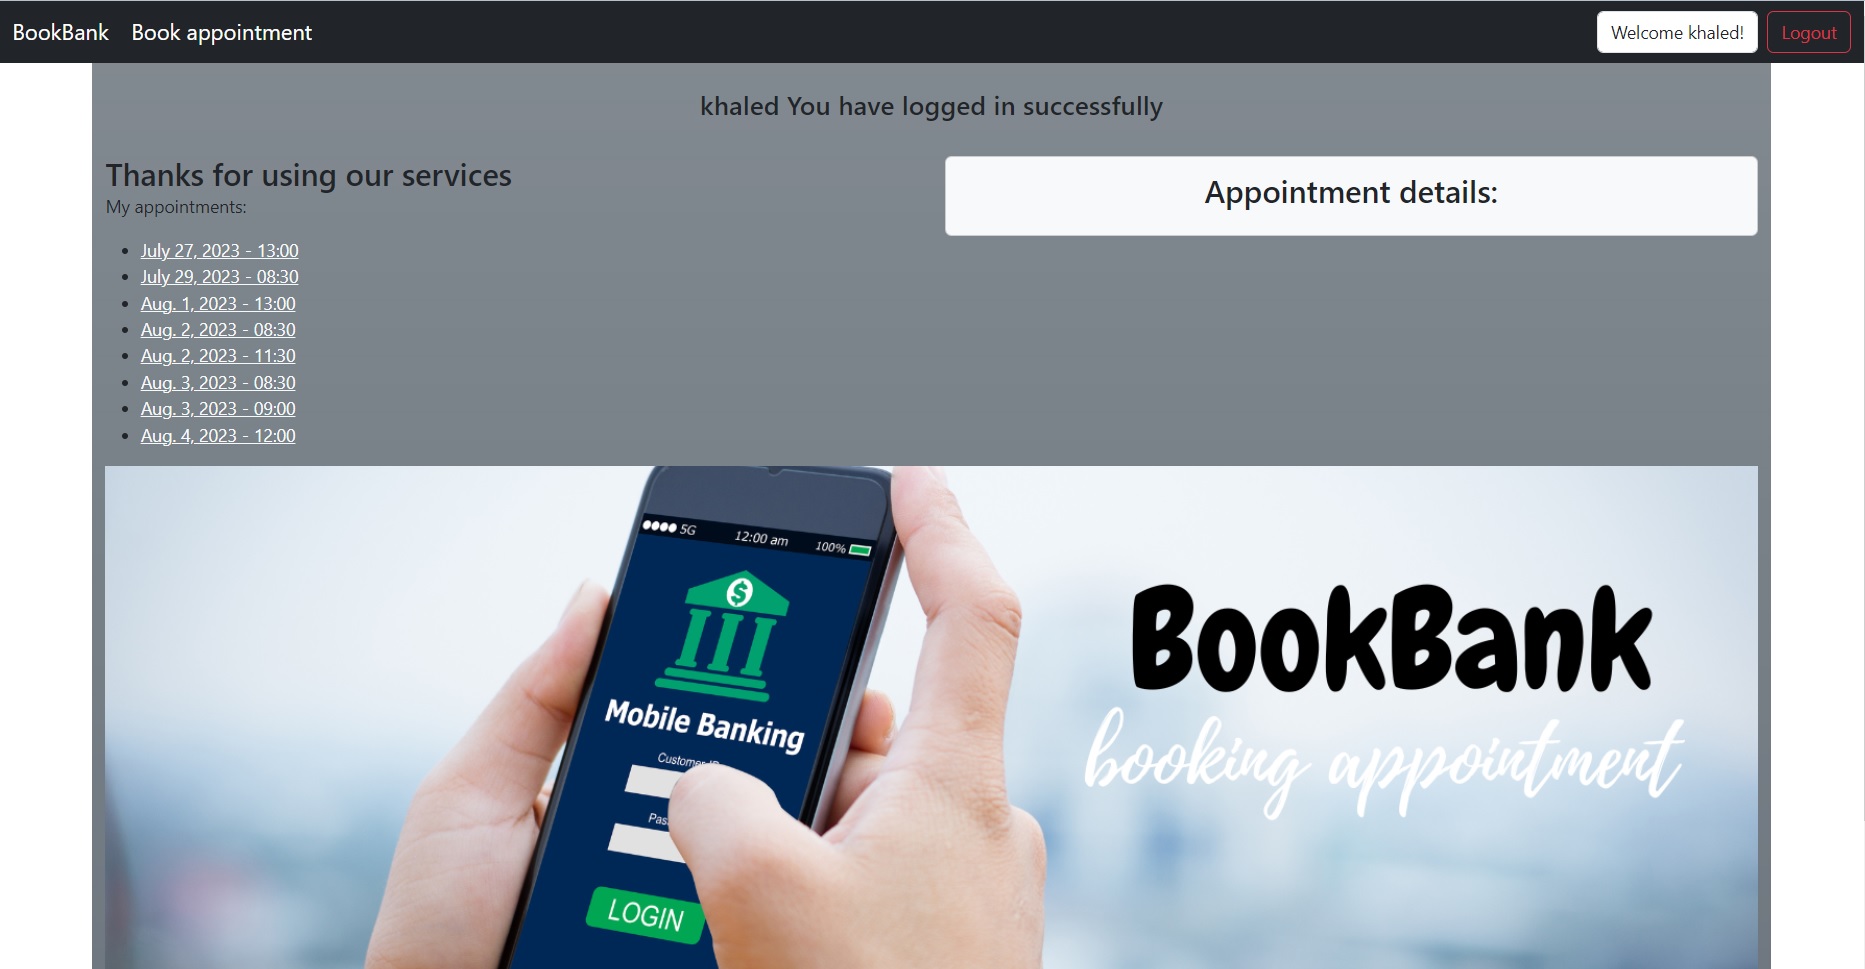 BookBank Book appointment Welcome khaled! Logout
khaled You have logged in successfully
Thanks for using our services
My appointments:
July 27, 2023 - 13:00
July 29, 2023 - 08:30
Aug. 1, 2023 - 13:00
Aug. 2, 2023 - 08:30
Aug. 2, 2023 - 11:30
Aug. 3, 2023 - 08:30
Aug. 3, 2023 - 09:00
Aug. 4, 2023 - 12:00
Appointment details:
5G 12:00 am 100%
Mobile Banking
Customer
LOGIN
BookBank
booking appointment